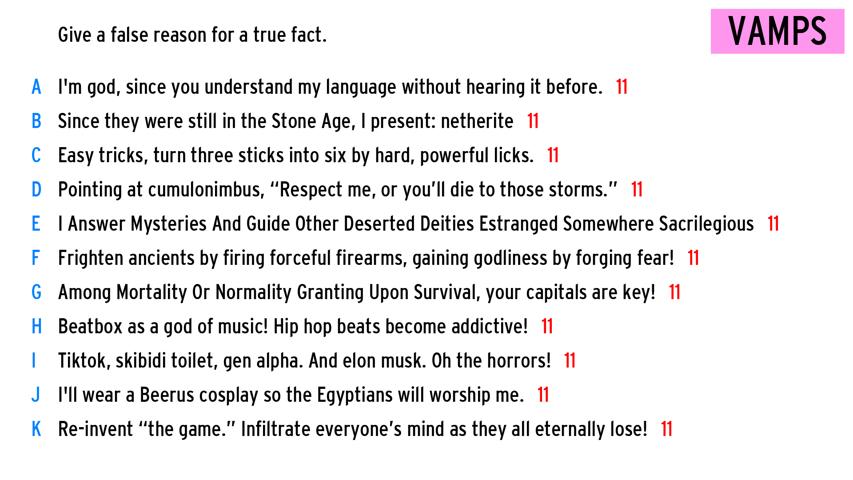 Give a false reason for a true fact.
VAMPS
A I'm god, since you understand my language without hearing it before. 11
B Since they were still in the Stone Age, I present: netherite 11
C Easy tricks, turn three sticks into six by hard, powerful licks. 11
D Pointing at cumulonimbus, “Respect me, or you’ll die to those storms.” 11
E I Answer Mysteries And Guide Other Deserted Deities Estranged Somewhere Sacrilegious 11
F Frighten ancients by firing forceful firearms, gaining godliness by forging fear! 11
G Among Mortality Or Normality Granting Upon Survival, your capitals are key! 11
H Beatbox as a god of music! Hip hop beats become addictive! 11
I Tiktok, skibidi toilet, gen alpha. And elon musk. Oh the horrors! 11
J I'll wear a Beerus cosplay so the Egyptians will worship me. 11
K Re-invent “the game.” Infiltrate everyone’s mind as they all eternally lose! 11